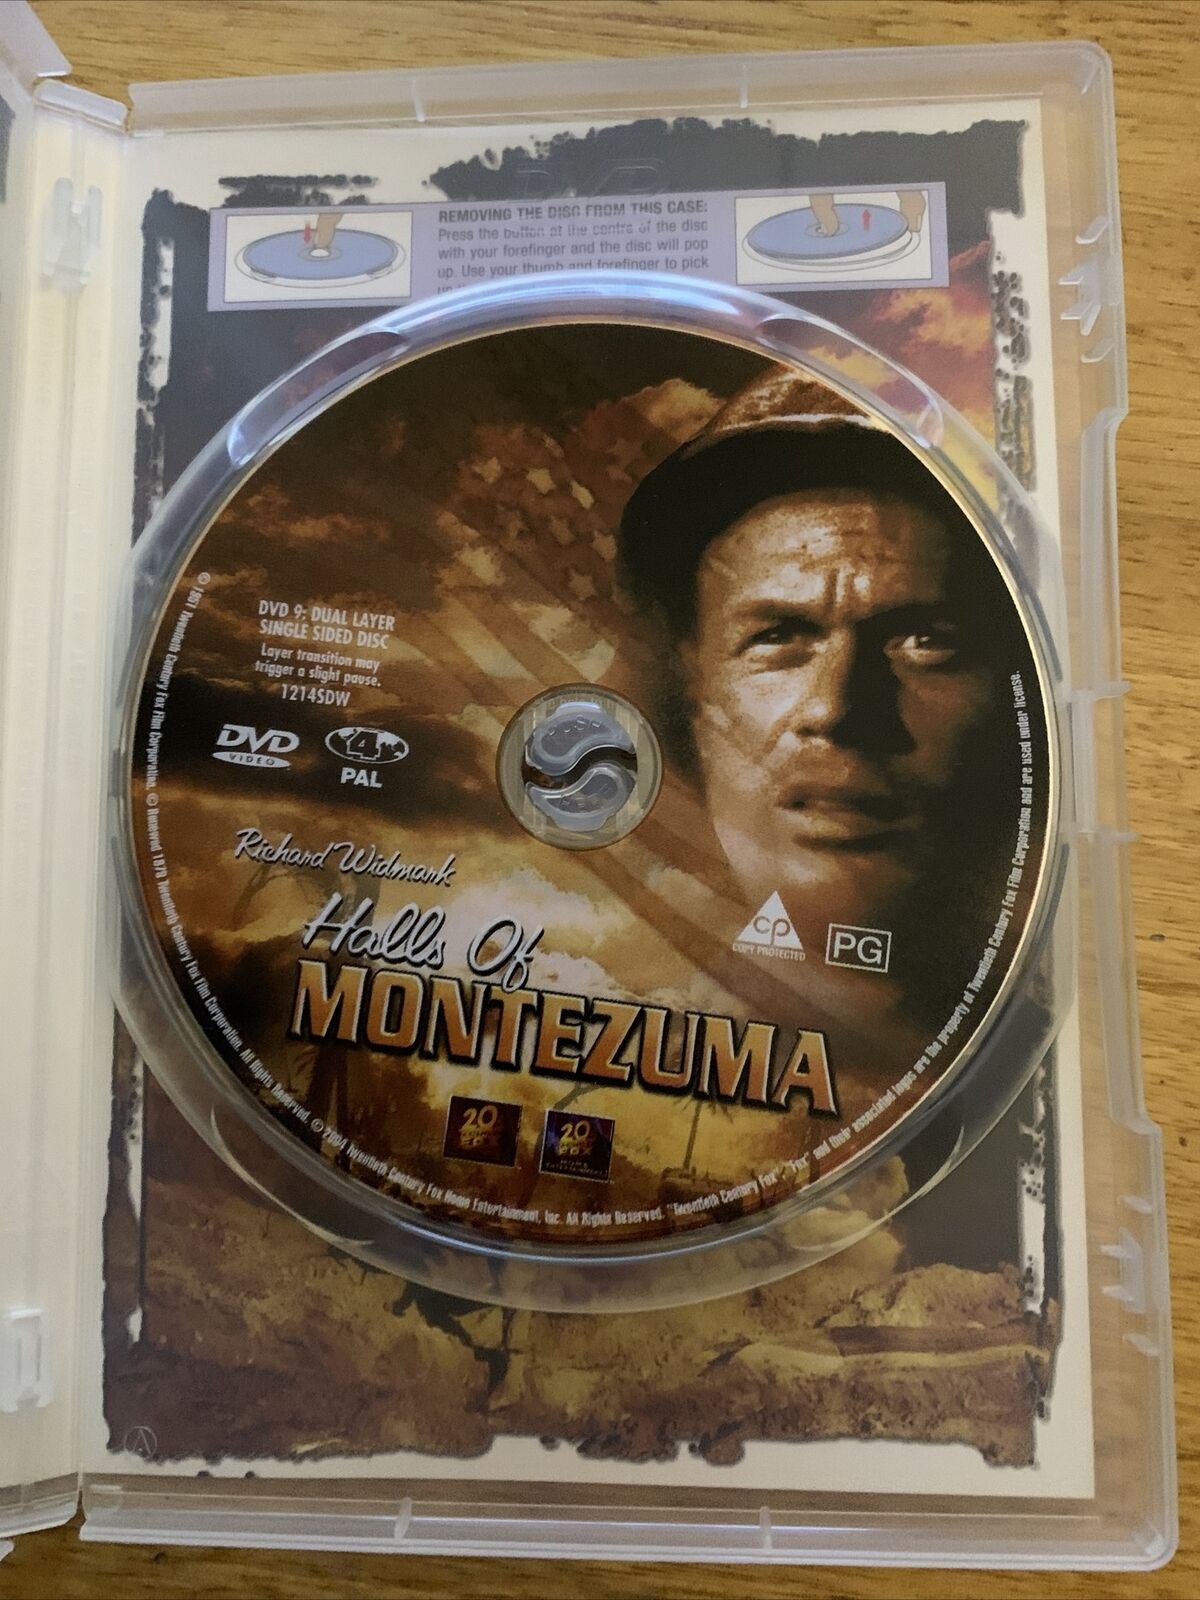 REMOVING THE DISC FROM THIS CASE:
Press the button at the centre of the disc
with your forefinger and the disc will pop
up. Use your thumb and forefinger to pick
DVD 9: DUAL LAYER
SINGLE SIDED DISC
Layer transition may
trigger a slight pause.
1214SDW
DVD
VIDEO
4
PAL
PUSH
Richard Widmark
Halls Of
MONTEZUMA
CP
COPY PROTECTED
PG
20
FOX
20
FOX
HOME
ENTERTAINMENT
© 1951 Twentieth Century Fox Film Corporation. © Renewed 1979 Twentieth Century Fox Film Corporation. All Rights Reserved. © 2004 Twentieth Century Fox Home Entertainment, Inc. All Rights Reserved. "Twentieth Century Fox", "Fox" and their associated logos are the property of Twentieth Century Fox Film Corporation and are used under license.